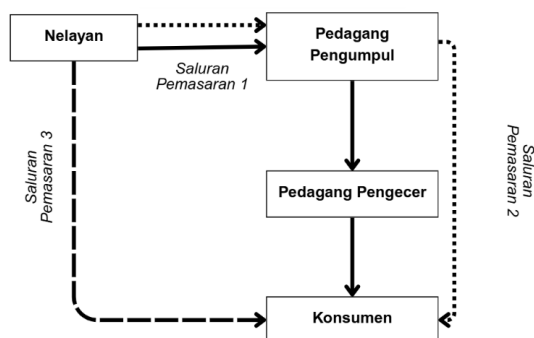 Nelayan
Pedagang
Pengumpul
Saluran
Pemasaran 1
Saluran
Pemasaran 3
Pedagang Pengecer
Saluran
Pemasaran 2
Konsumen